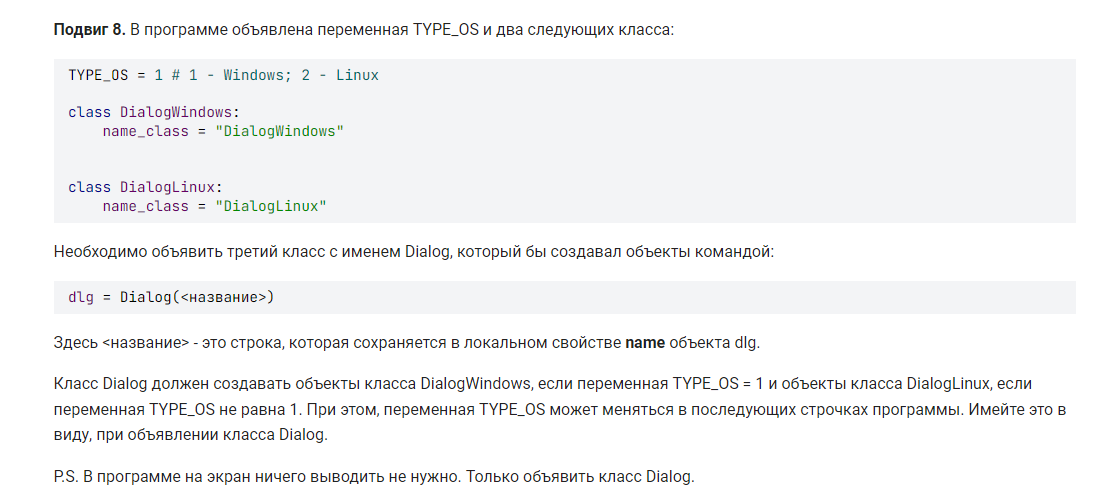 Подвиг 8. В программе объявлена переменная TYPE_OS и два следующих класса:
TYPE_OS = 1 # 1 - Windows; 2 - Linux
class DialogWindows:
    name_class = "DialogWindows"
class DialogLinux:
    name_class = "DialogLinux"
Необходимо объявить третий класс с именем Dialog, который бы создавал объекты командой:
dlg = Dialog(<название>)
Здесь <название> - это строка, которая сохраняется в локальном свойстве name объекта dlg.
Класс Dialog должен создавать объекты класса DialogWindows, если переменная TYPE_OS = 1 и объекты класса DialogLinux, если
переменная TYPE_OS не равна 1. При этом, переменная TYPE_OS может меняться в последующих строчках программы. Имейте это в
виду, при объявлении класса Dialog.
P.S. В программе на экран ничего выводить не нужно. Только объявить класс Dialog.